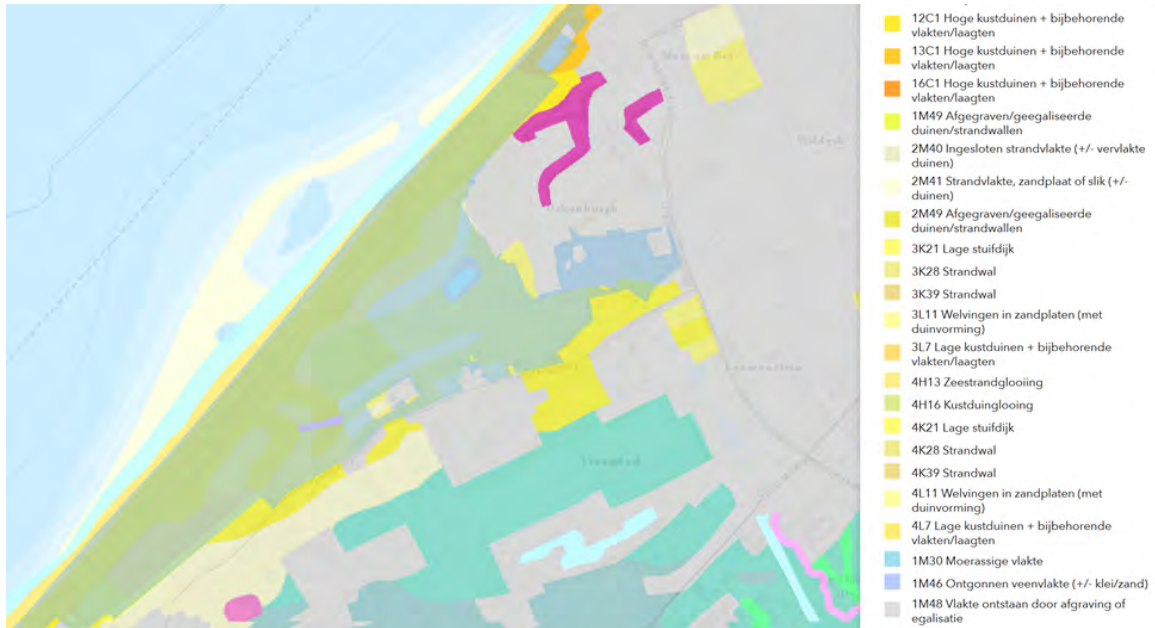 12C1 Hoge kustduinen + bijbehorende
vlakten/laagten
13C1 Hoge kustduinen + bijbehorende
vlakten/laagten
16C1 Hoge kustduinen + bijbehorende
vlakten/laagten
1M49 Afgegraven/geegaliseerde
duinen/strandwallen
2M40 Ingesloten strandvlakte (+/- vervlakte
duinen)
2M41 Strandvlakte, zandplaat of slik (+/-
duinen)
2M49 Afgegraven/geegaliseerde
duinen/strandwallen
3K21 Lage stuifdijk
3K28 Strandwal
3K39 Strandwal
3L11 Welvingen in zandplaten (met
duinvorming)
3L7 Lage kustduinen + bijbehorende
vlakten/laagten
4H13 Zeestrandglooiing
4H16 Kustduinglooing
4K21 Lage stuifdijk
4K28 Strandwal
4K39 Strandwal
4L11 Welvingen in zandplaten (met
duinvorming)
4L7 Lage kustduinen + bijbehorende
vlakten/laagten
1M30 Moerassige vlakte
1M46 Ontgonnen veenvlakte (+/- klei/zand)
1M48 Vlakte ontstaan door afgraving of
egalisatie